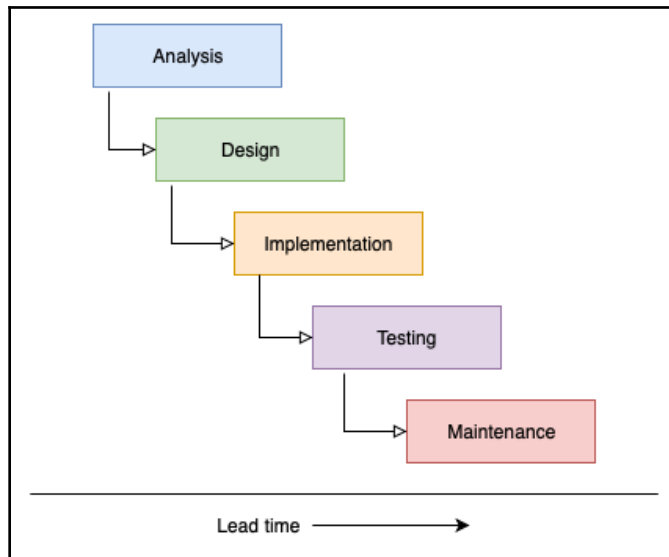 Analysis
Design
Implementation
Testing
Maintenance
Lead time